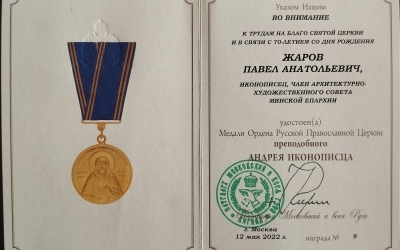 Указом Нашим
ВО ВНИМАНИЕ
К ТРУДАМ НА БЛАГО СВЯТОЙ ЦЕРКВИ
И В СВЯЗИ С 70-ЛЕТИЕМ СО ДНЯ РОЖДЕНИЯ
ЖАРОВ
ПАВЕЛ АНАТОЛЬЕВИЧ,
ИКОНОПИСЕЦ, ЧЛЕН АРХИТЕКТУРНО-
ХУДОЖЕСТВЕННОГО СОВЕТА
МИНСКОЙ ЕПАРХИИ
удостоен(а)
Медали Ордена Русской Православной Церкви
преподобного
АНДРЕЯ ИКОНОПИСЦА
Московский и всея Руси
г. Москва
12 мая 2022 г.
награда № 9